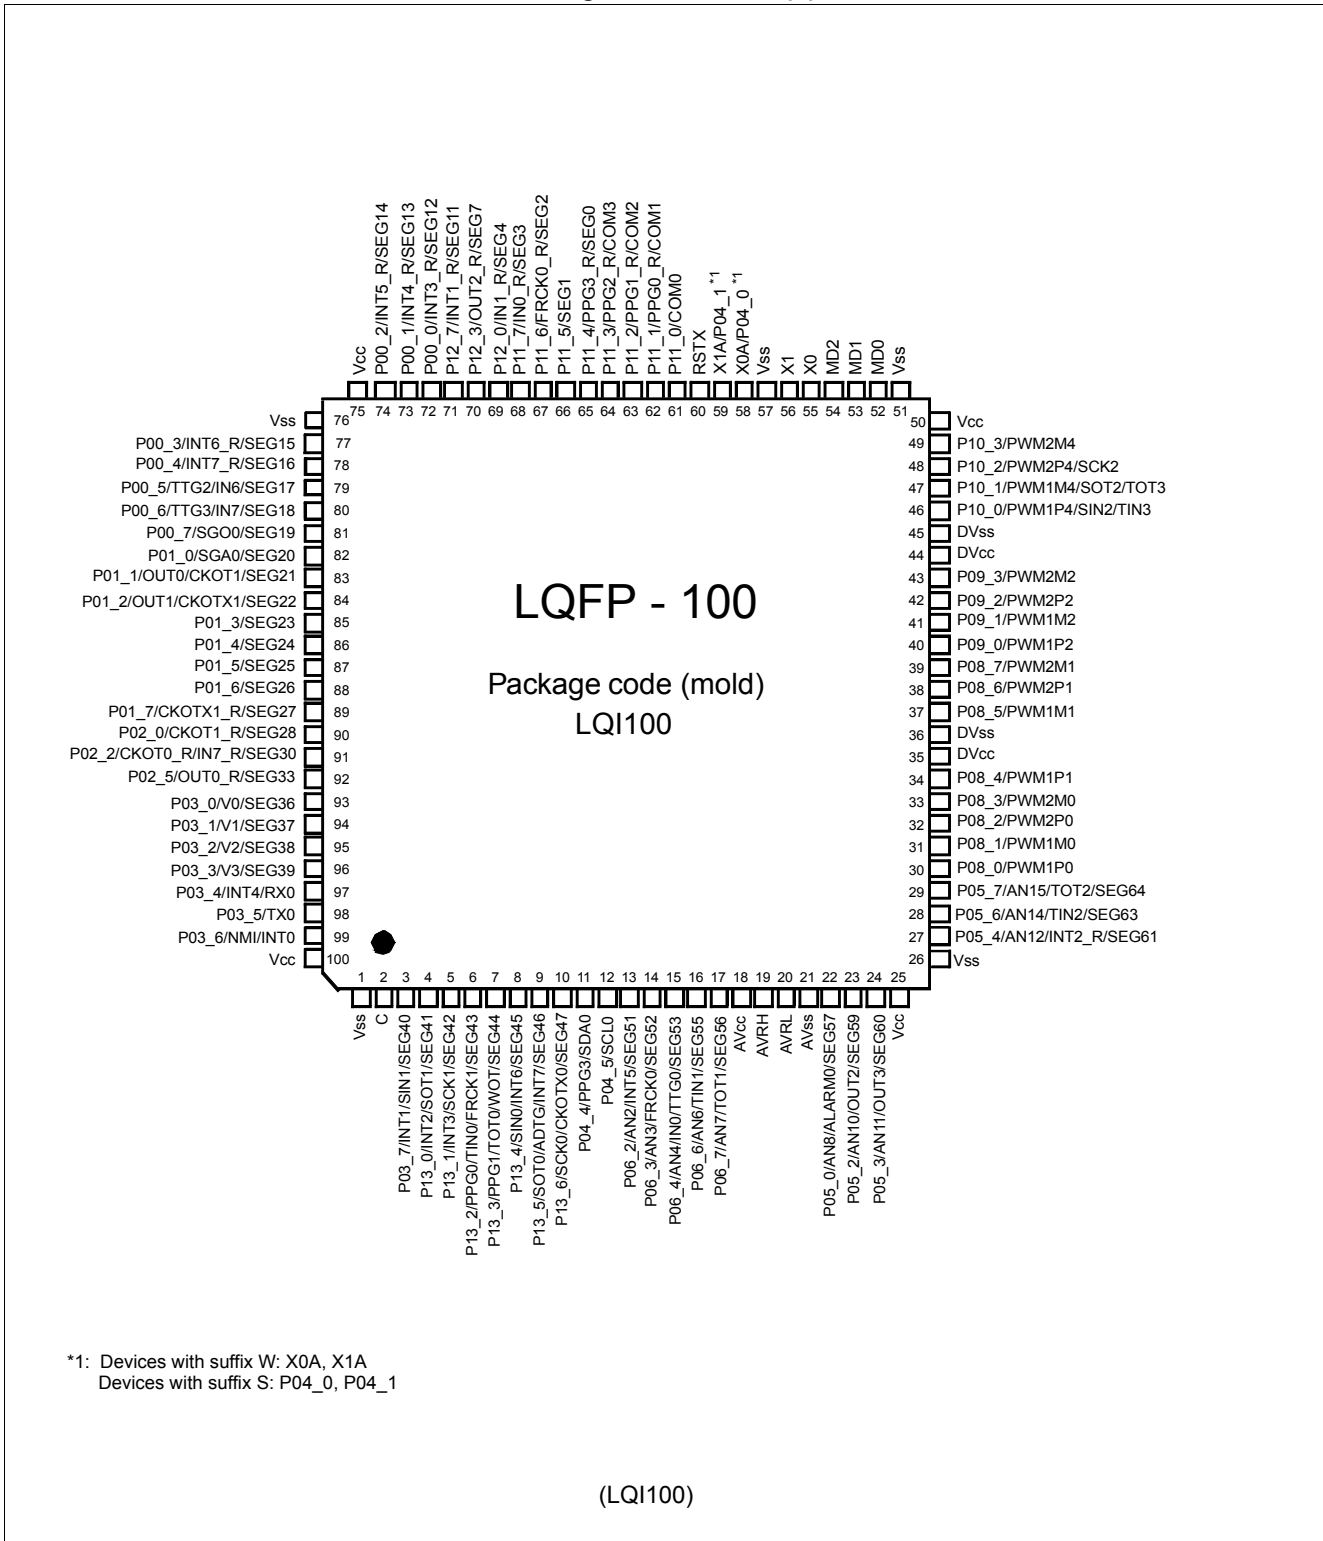 P00_2/INT5_R/SEG14
P00_1/INT4_R/SEG13
P00_0/INT3_R/SEG12
P12_7/INT1_R/SEG11
P12_3/OUT2_R/SEG7
P12_0/IN1_R/SEG4
P11_7/IN0_R/SEG3
P11_6/FRCK0_R/SEG2
P11_5/SEG1
P11_4/PPG3_R/SEG0
P11_3/PPG2_R/COM3
P11_2/PPG1_R/COM2
P11_1/PPG0_R/COM1
P11_0/COM0
RSTX
X1A/P04_1 *1
X0A/P04_0 *1
Vss
X1
X0
MD2
MD1
MD0
Vss
Vcc
75 74 73 72 71 70 69 68 67 66 65 64 63 62 61 60 59 58 57 56 55 54 53 52 51
Vss 76
P00_3/INT6_R/SEG15 77
P00_4/INT7_R/SEG16 78
P00_5/TTG2/IN6/SEG17 79
P00_6/TTG3/IN7/SEG18 80
P00_7/SGO0/SEG19 81
P01_0/SGA0/SEG20 82
P01_1/OUT0/CKOT1/SEG21 83
P01_2/OUT1/CKOTX1/SEG22 84
P01_3/SEG23 85
P01_4/SEG24 86
P01_5/SEG25 87
P01_6/SEG26 88
P01_7/CKOTX1_R/SEG27 89
P02_0/CKOT1_R/SEG28 90
P02_2/CKOT0_R/IN7_R/SEG30 91
P02_5/OUT0_R/SEG33 92
P03_0/V0/SEG36 93
P03_1/V1/SEG37 94
P03_2/V2/SEG38 95
P03_3/V3/SEG39 96
P03_4/INT4/RX0 97
P03_5/TX0 98
P03_6/NMI/INT0 99
Vcc 100
LQFP - 100
Package code (mold)
LQI100
50 Vcc
49 P10_3/PWM2M4
48 P10_2/PWM2P4/SCK2
47 P10_1/PWM1M4/SOT2/TOT3
46 P10_0/PWM1P4/SIN2/TIN3
45 DVss
44 DVcc
43 P09_3/PWM2M2
42 P09_2/PWM2P2
41 P09_1/PWM1M2
40 P09_0/PWM1P2
39 P08_7/PWM2M1
38 P08_6/PWM2P1
37 P08_5/PWM1M1
36 DVss
35 DVcc
34 P08_4/PWM1P1
33 P08_3/PWM2M0
32 P08_2/PWM2P0
31 P08_1/PWM1M0
30 P08_0/PWM1P0
29 P05_7/AN15/TOT2/SEG64
28 P05_6/AN14/TIN2/SEG63
27 P05_4/AN12/INT2_R/SEG61
26 Vss
1 2 3 4 5 6 7 8 9 10 11 12 13 14 15 16 17 18 19 20 21 22 23 24 25
Vss
C
P03_7/INT1/SIN1/SEG40
P13_0/INT2/SOT1/SEG41
P13_1/INT3/SCK1/SEG42
P13_2/PPG0/TIN0/FRCK1/SEG43
P13_3/PPG1/TOT0/WOT/SEG44
P13_4/SIN0/INT6/SEG45
P13_5/SOT0/ADTG/INT7/SEG46
P13_6/SCK0/CKOTX0/SEG47
P04_4/PPG3/SDA0
P04_5/SCL0
P06_2/AN2/INT5/SEG51
P06_3/AN3/FRCK0/SEG52
P06_4/AN4/IN0/TTG0/SEG53
P06_6/AN6/TIN1/SEG55
P06_7/AN7/TOT1/SEG56
AVcc
AVRH
AVRL
AVss
P05_0/AN8/ALARM0/SEG57
P05_2/AN10/OUT2/SEG59
P05_3/AN11/OUT3/SEG60
Vcc
*1: Devices with suffix W: X0A, X1A
Devices with suffix S: P04_0, P04_1
(LQI100)